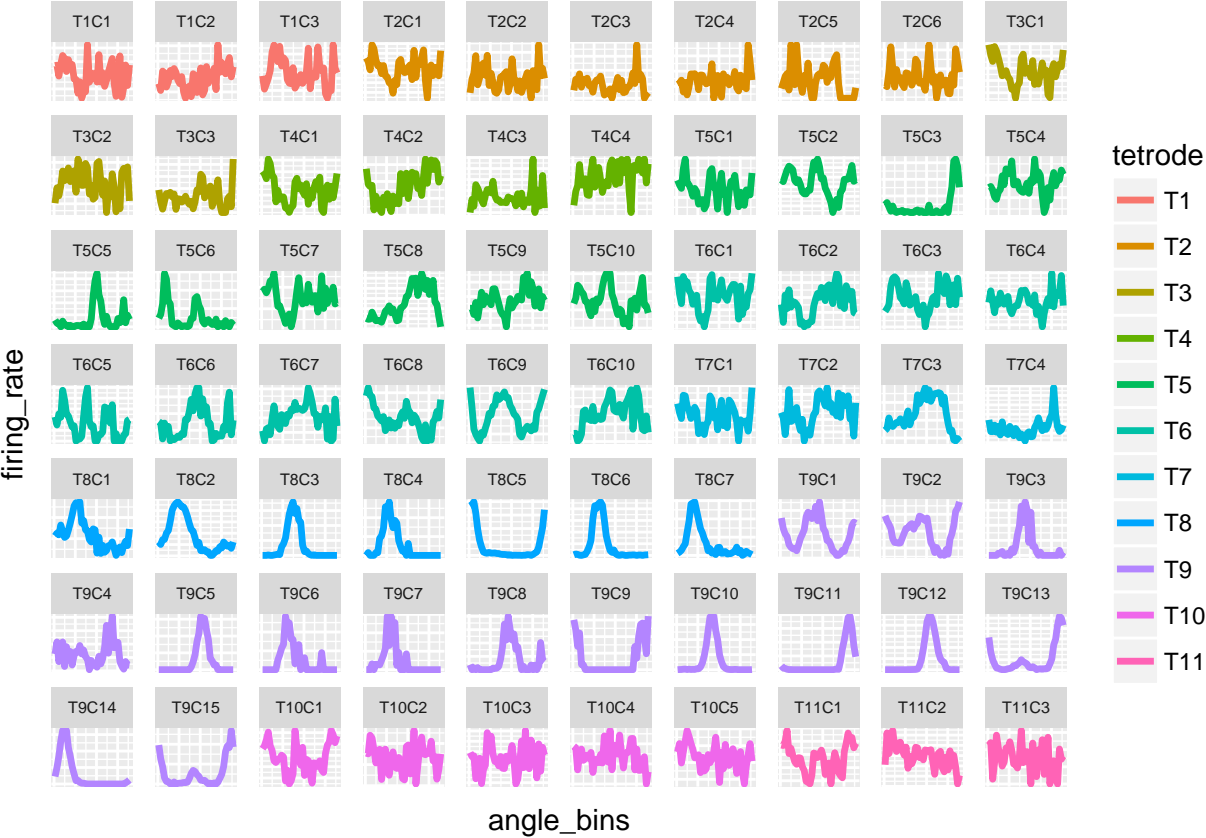 T1C1 T1C2 T1C3 T2C1 T2C2 T2C3 T2C4 T2C5 T2C6 T3C1
T3C2 T3C3 T4C1 T4C2 T4C3 T4C4 T5C1 T5C2 T5C3 T5C4
T5C5 T5C6 T5C7 T5C8 T5C9 T5C10 T6C1 T6C2 T6C3 T6C4
T6C5 T6C6 T6C7 T6C8 T6C9 T6C10 T7C1 T7C2 T7C3 T7C4
T8C1 T8C2 T8C3 T8C4 T8C5 T8C6 T8C7 T9C1 T9C2 T9C3
T9C4 T9C5 T9C6 T9C7 T9C8 T9C9 T9C10 T9C11 T9C12 T9C13
T9C14 T9C15 T10C1 T10C2 T10C3 T10C4 T10C5 T11C1 T11C2 T11C3
firing_rate
angle_bins
tetrode
T1
T2
T3
T4
T5
T6
T7
T8
T9
T10
T11